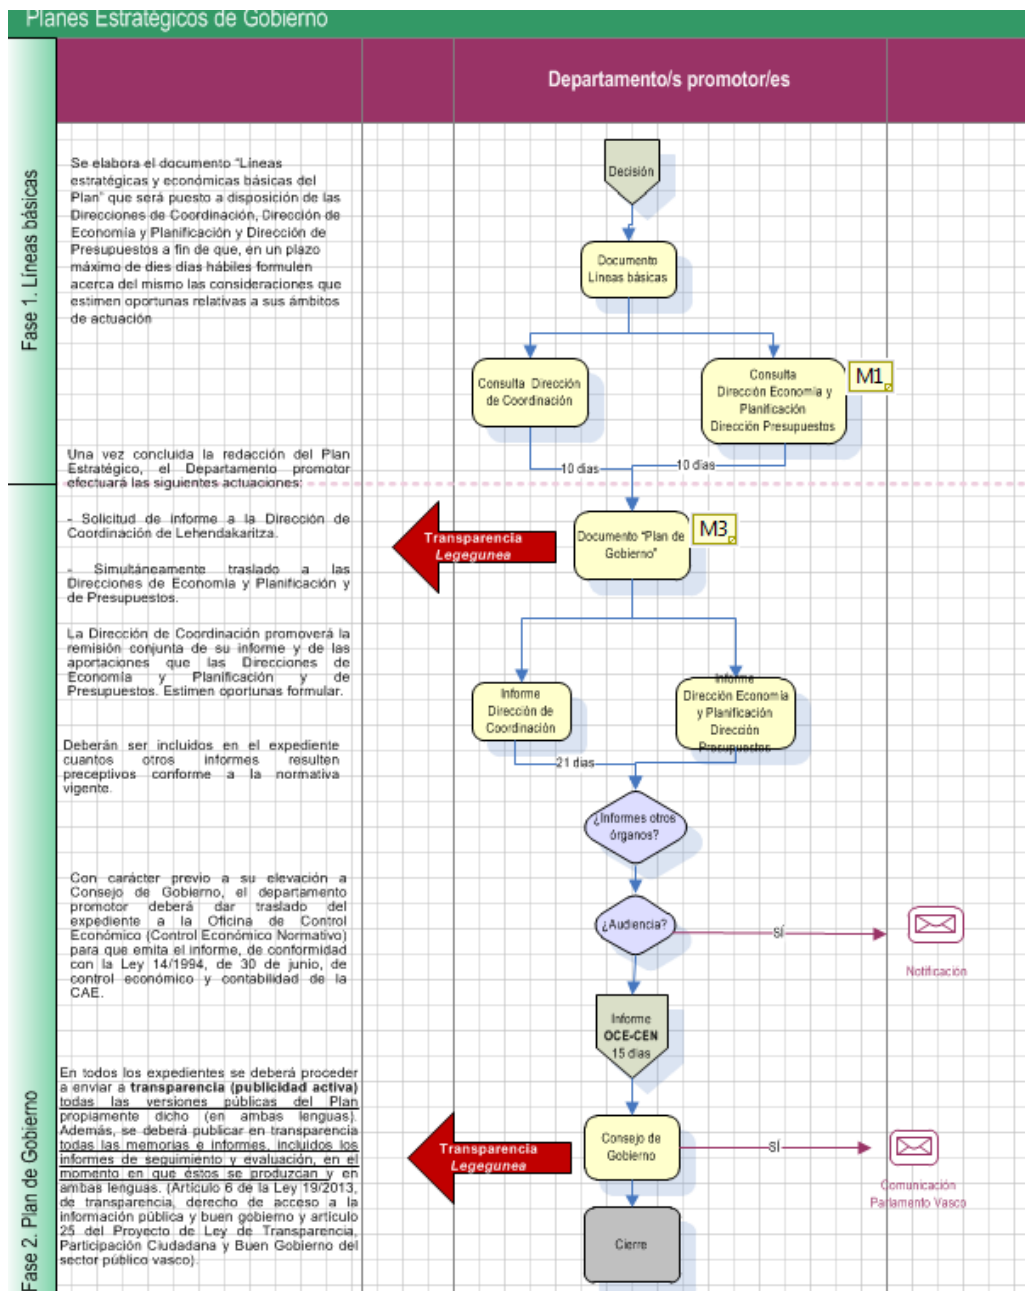 Planes Estratégicos de Gobierno
Departamento/s promotor/es
Fase 1. Líneas básicas
Se elabora el documento "Líneas
estratégicas y económicas básicas del
Plan" que será puesto a disposición de las
Direcciones de Coordinación, Dirección de
Economía y Planificación y Dirección de
Presupuestos a fin de que, en un plazo
máximo de dies días hábiles formulen
acerca del mismo las consideraciones que
estimen oportunas relativas a sus ámbitos
de actuación
Decisión
Documento
Líneas básicas
Consulta Dirección
de Coordinación
Consulta
Dirección Economía y
Planificación
Dirección Presupuestos
M1
10 días
10 días
Una vez concluida la redacción del Plan
Estratégico, el Departamento promotor
efectuará las siguientes actuaciones:
- Solicitud de informe a la Dirección de
Coordinación de Lehendakaritza.
- Simultáneamente traslado a las
Direcciones de Economía y Planificación y
de Presupuestos.
La Dirección de Coordinación promoverá la
remisión conjunta de su informe y de las
aportaciones que las Direcciones de
Economía y Planificación y de
Presupuestos. Estimen oportunas formular.
Deberán ser incluidos en el expediente
cuantos otros informes resulten
preceptivos conforme a la normativa
vigente.
Transparencia
Legegunea
Documento "Plan de
Gobierno"
M3
Informe
Dirección de
Coordinación
Informe
Dirección Economía
y Planificación
Dirección
Presupuestos
21 días
¿Informes otros
órganos?
¿Audiencia?
SÍ
Notificación
Con carácter previo a su elevación a
Consejo de Gobierno, el departamento
promotor deberá dar traslado del
expediente a la Oficina de Control
Económico (Control Económico Normativo)
para que emita el informe, de conformidad
con la Ley 14/1994, de 30 de junio, de
control económico y contabilidad de la
CAE.
Informe
OCE-CEN
15 días
Fase 2. Plan de Gobierno
En todos los expedientes se deberá proceder
a enviar a transparencia (publicidad activa)
todas las versiones públicas del Plan
propiamente dicho (en ambas lenguas).
Además, se deberá publicar en transparencia
todas las memorias e informes, incluidos los
informes de seguimiento y evaluación, en el
momento en que éstos se produzcan y en
ambas lenguas. (Artículo 6 de la Ley 19/2013,
de transparencia, derecho de acceso a la
información pública y buen gobierno y artículo
25 del Proyecto de Ley de Transparencia,
Participación Ciudadana y Buen Gobierno del
sector público vasco).
Transparencia
Legegunea
Consejo de
Gobierno
SÍ
Comunicación
Parlamento Vasco
Cierre